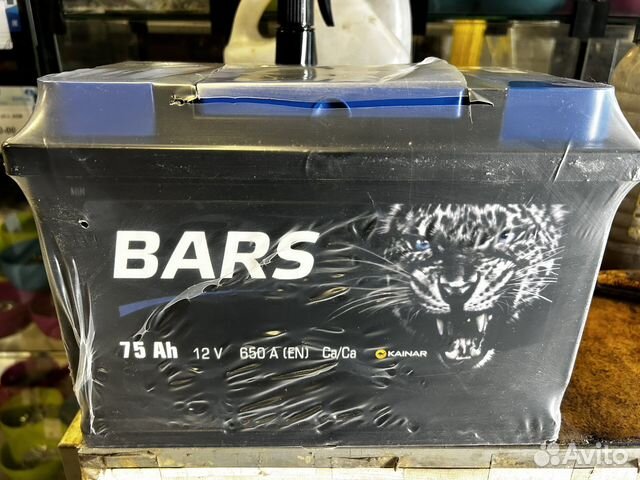 BARS
75 Ah 12 V 650 A (EN) Ca/Ca KAINAR
Avito